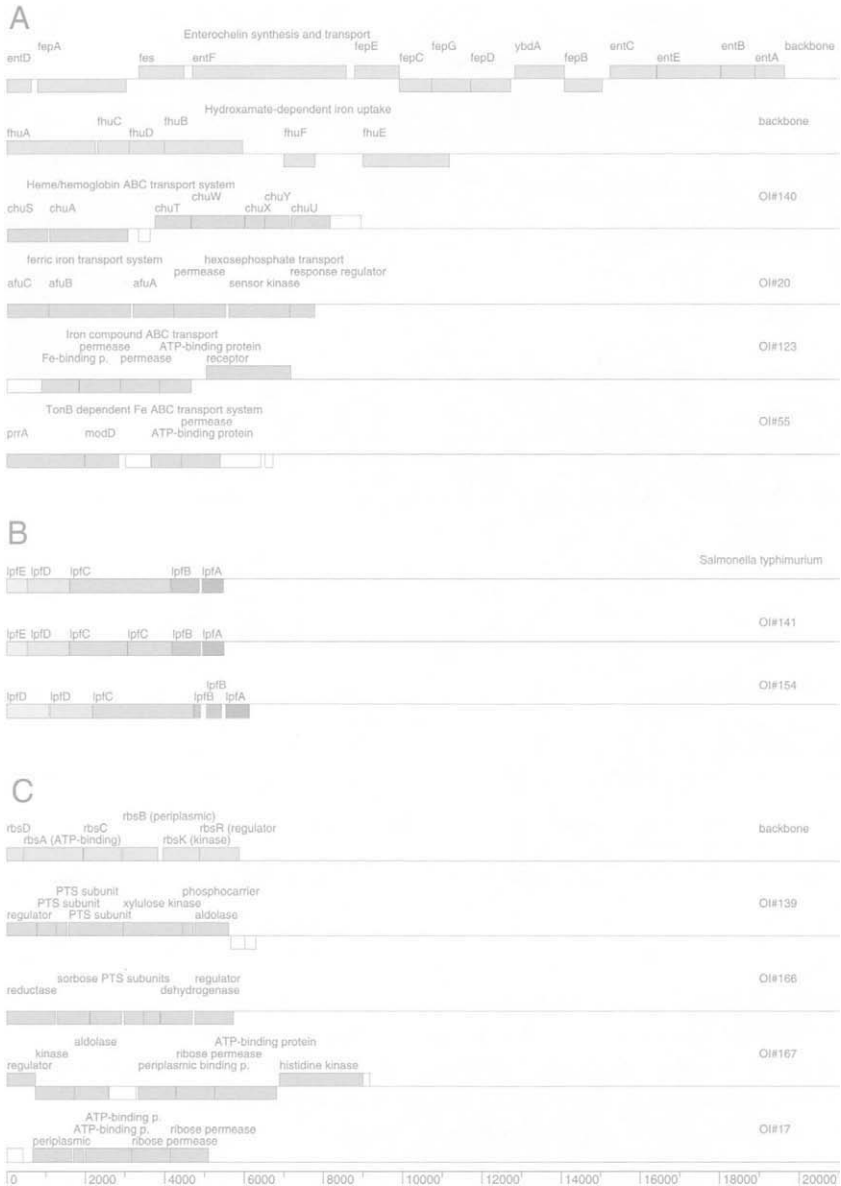 A
Enterochelin synthesis and transport
fepA fepE fepG ybdA entC entB backbone
entD fes entF fepC fepD fepB entE entA
Hydroxamate-dependent iron uptake
fhuC fhuB backbone
fhuA fhuD fhuF fhuE
Heme/hemoglobin ABC transport system
chuW chuY OI#140
chuS chuA chuT chuX chuU
ferric iron transport system hexosephosphate transport
permease response regulator
afuC afuB afuA sensor kinase OI#20
Iron compound ABC transport
permease ATP-binding protein OI#123
Fe-binding p. permease receptor
TonB dependent Fe ABC transport system
permease OI#55
prrA modD ATP-binding protein
B
Salmonella typhimurium
lpfE lpfD lpfC lpfB lpfA
OI#141
lpfE lpfD lpfC lpfC lpfB lpfA
lpfB OI#154
lpfD lpfD lpfC lpfB lpfA
C
rbsB (periplasmic)
rbsD rbsC rbsR (regulator backbone
rbsA (ATP-binding) rbsK (kinase)
PTS subunit phosphocarrier
PTS subunit xylulose kinase OI#139
regulator PTS subunit aldolase
sorbose PTS subunits regulator OI#166
reductase dehydrogenase
aldolase ATP-binding protein
kinase ribose permease OI#167
regulator periplasmic binding p. histidine kinase
ATP-binding p.
ATP-binding p. ribose permease OI#17
periplasmic ribose permease
0 2000 4000 6000 8000 10000 12000 14000 16000 18000 20000